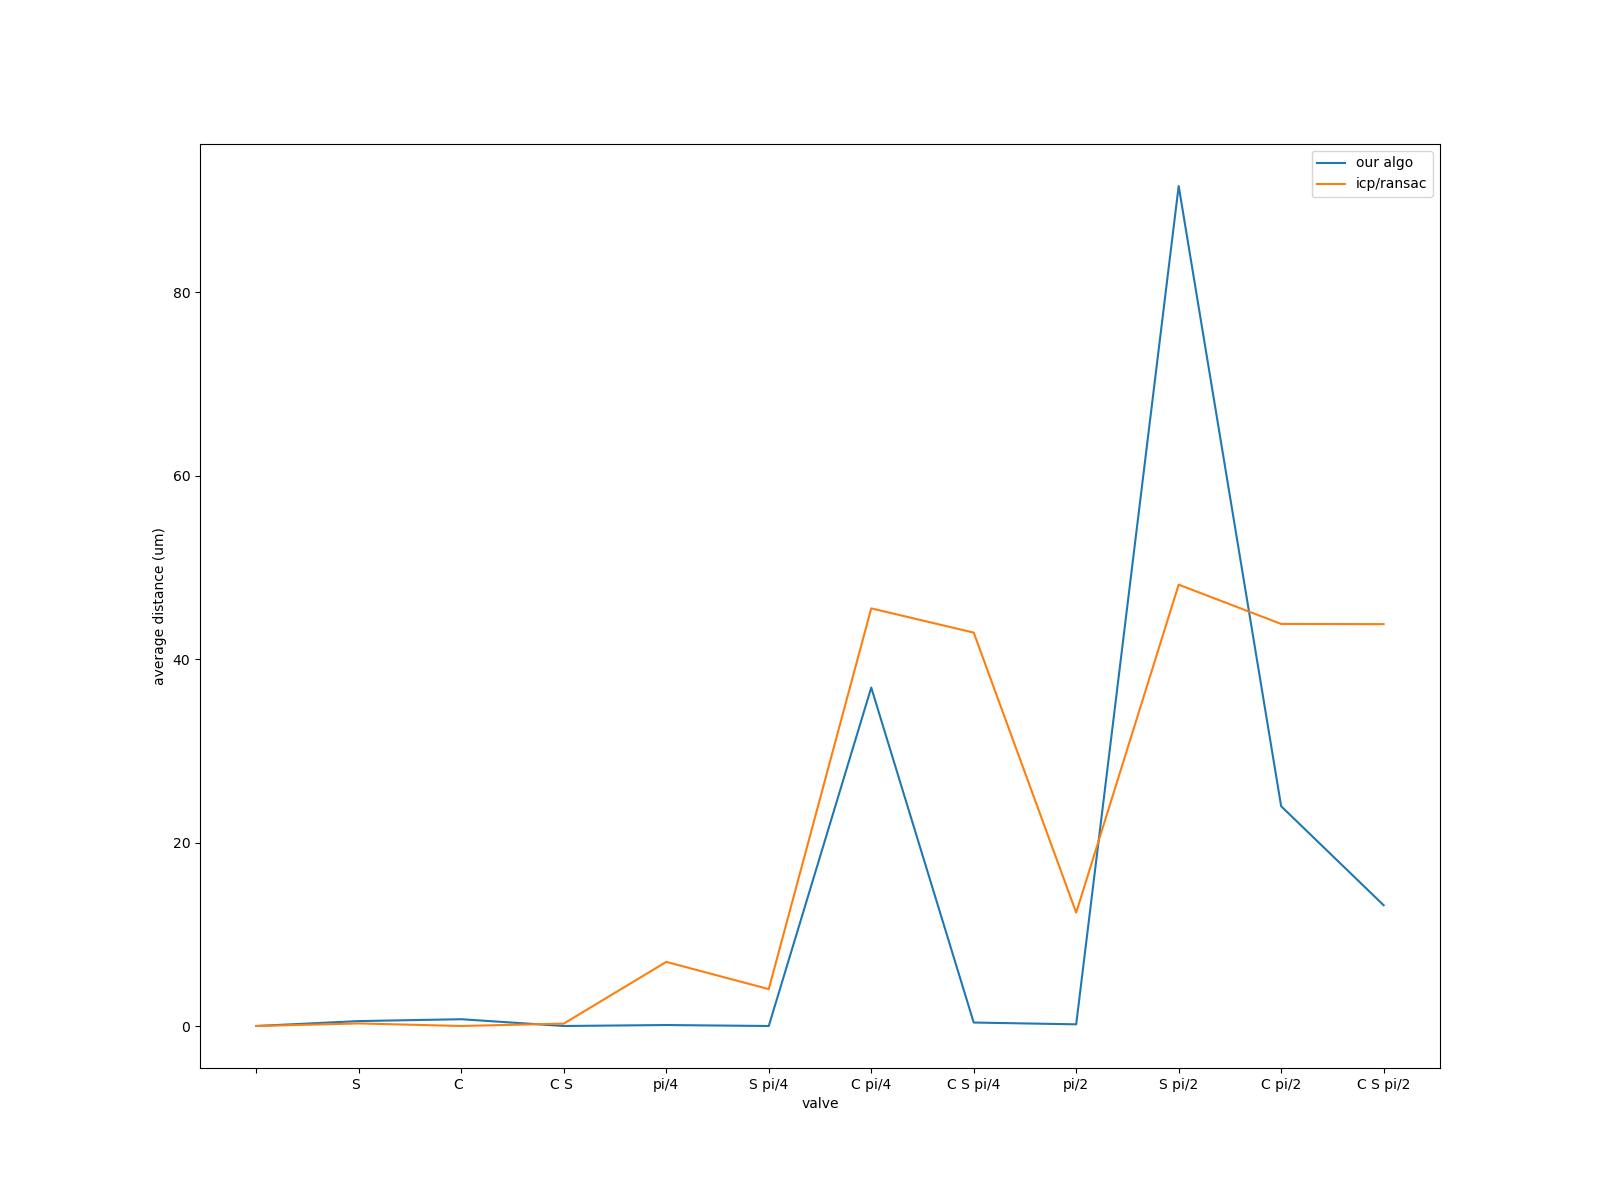 our algo
icp/ransac
80
60
40
20
0
average distance (um)
S
C
C S
pi/4
S pi/4
C pi/4
C S pi/4
pi/2
S pi/2
C pi/2
C S pi/2
valve